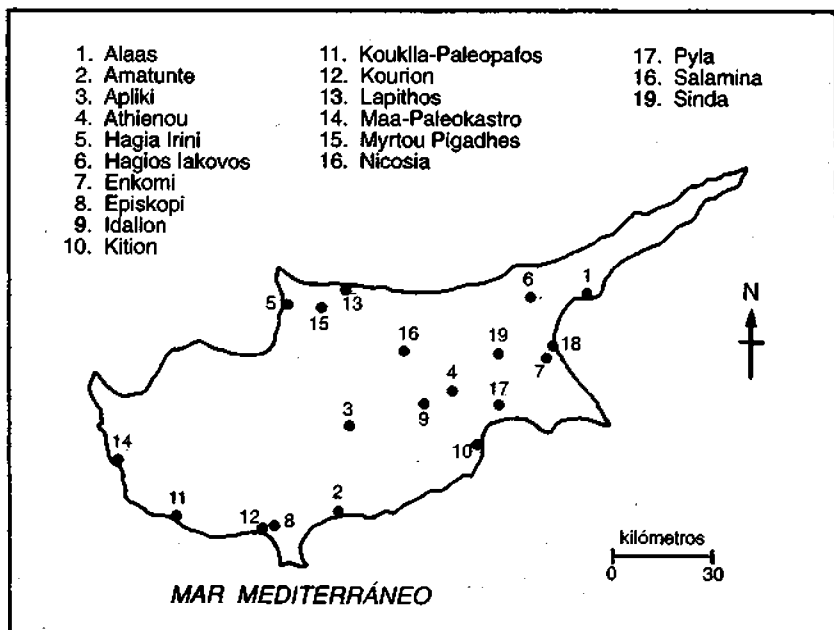 1. Alaas
2. Amatunte
3. Apliki
4. Athienou
5. Hagia Irini
6. Hagios Iakovos
7. Enkomi
8. Episkopi
9. Idalion
10. Kition
11. Kouklla-Paleopafos
12. Kourion
13. Lapithos
14. Maa-Paleokastro
15. Myrtou Pigadhes
16. Nicosia
17. Pyla
16. Salamina
19. Sinda
6
1
5
15
13
N
16
19
18
7
4
9
17
3
14
10
11
12
8
2
kilómetros
0
30
MAR MEDITERRÁNEO